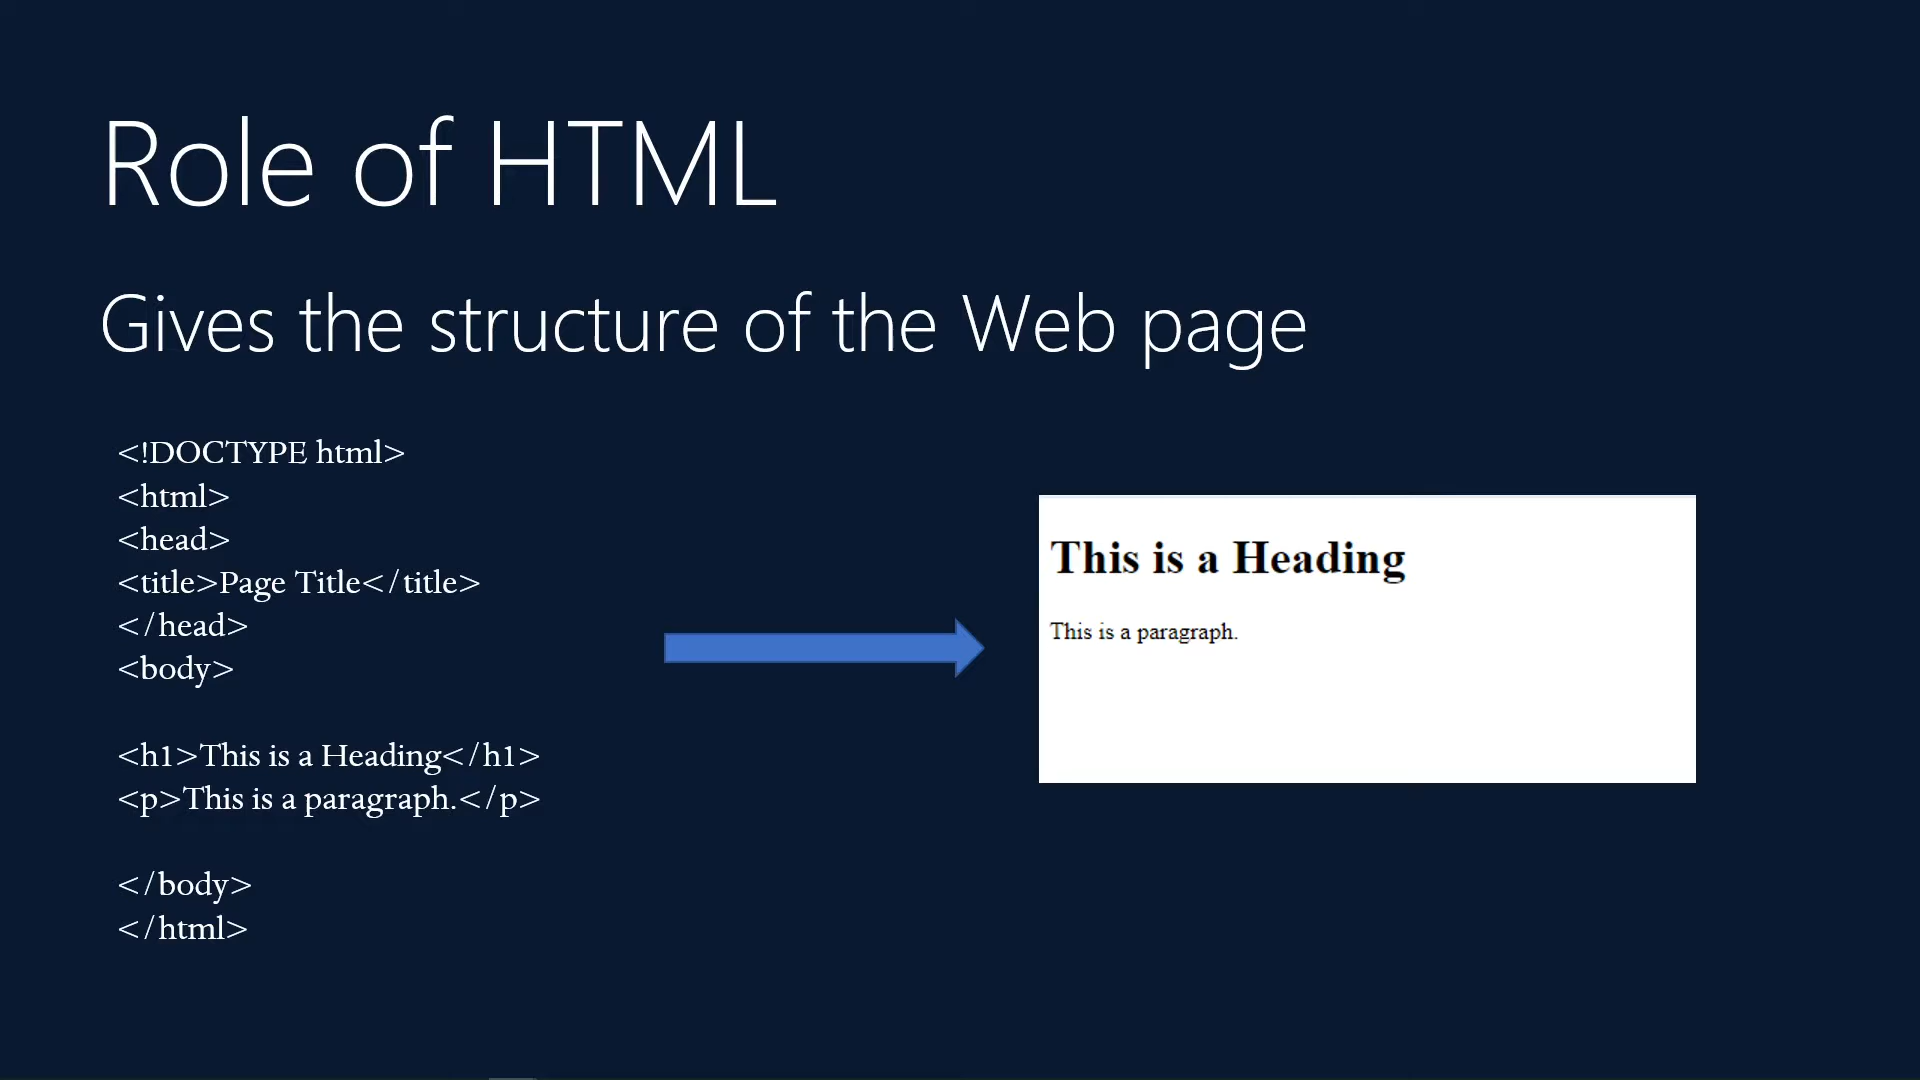 Role of HTML
Gives the structure of the Web page
<!DOCTYPE html>
<html>
<head>
<title>Page Title</title>
</head>
<body>
<h1>This is a Heading</h1>
<p>This is a paragraph.</p>
</body>
</html>
This is a Heading
This is a paragraph.